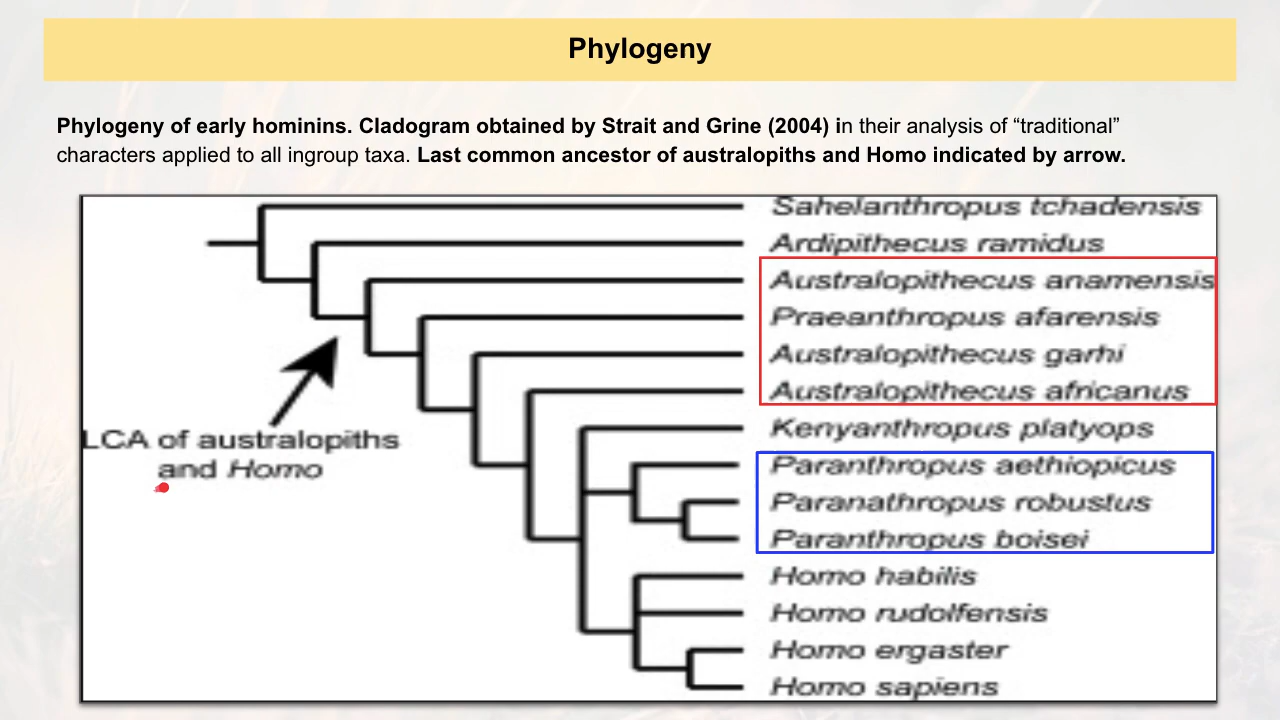 Phylogeny
Phylogeny of early hominins. Cladogram obtained by Strait and Grine (2004) in their analysis of “traditional”
characters applied to all ingroup taxa. Last common ancestor of australopiths and Homo indicated by arrow.
Sahelanthropus tchadensis
Ardipithecus ramidus
Australopithecus anamensis
Praeanthropus afarensis
Australopithecus garhi
Australopithecus africanus
LCA of australopiths
and Homo
Kenyanthropus platyops
Paranthropus aethiopicus
Paranathropus robustus
Paranthropus boisei
Homo habilis
Homo rudolfensis
Homo ergaster
Homo sapiens